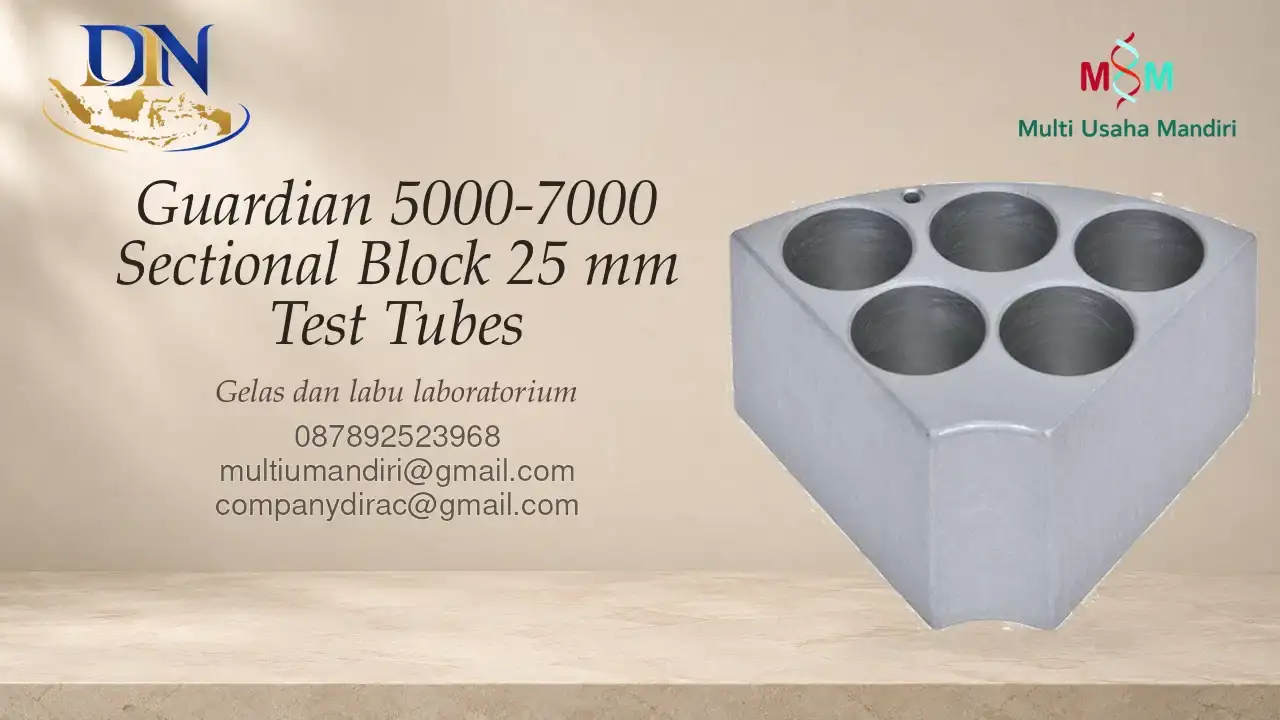 DN
MSM
Multi Usaha Mandiri
Guardian 5000-7000
Sectional Block 25 mm
Test Tubes
Gelas dan labu laboratorium
087892523968
multiumandiri@gmail.com
companydirac@gmail.com